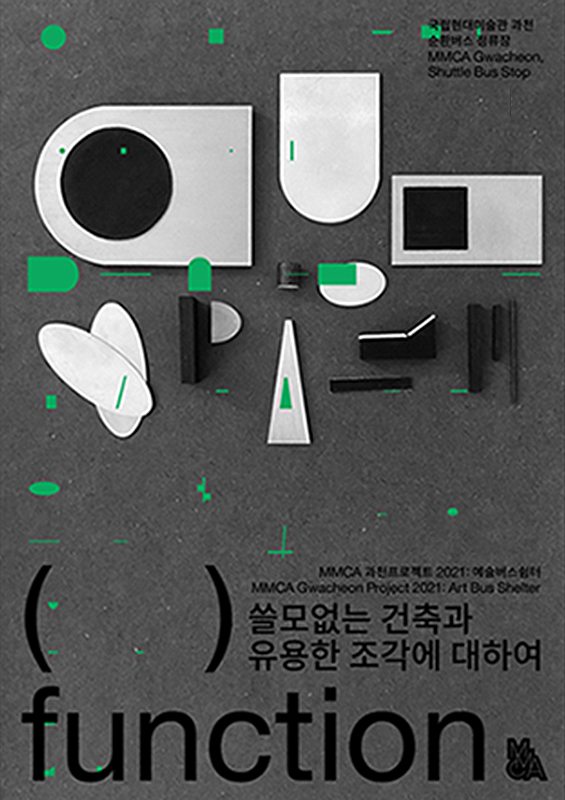 국립현대미술관 과천
순환버스 정류장
MMCA Gwacheon,
Shuttle Bus Stop
MMCA 과천프로젝트 2021: 예술버스쉼터
MMCA Gwacheon Project 2021: Art Bus Shelter
( )
쓸모없는 건축과
유용한 조각에 대하여
function
MMCA